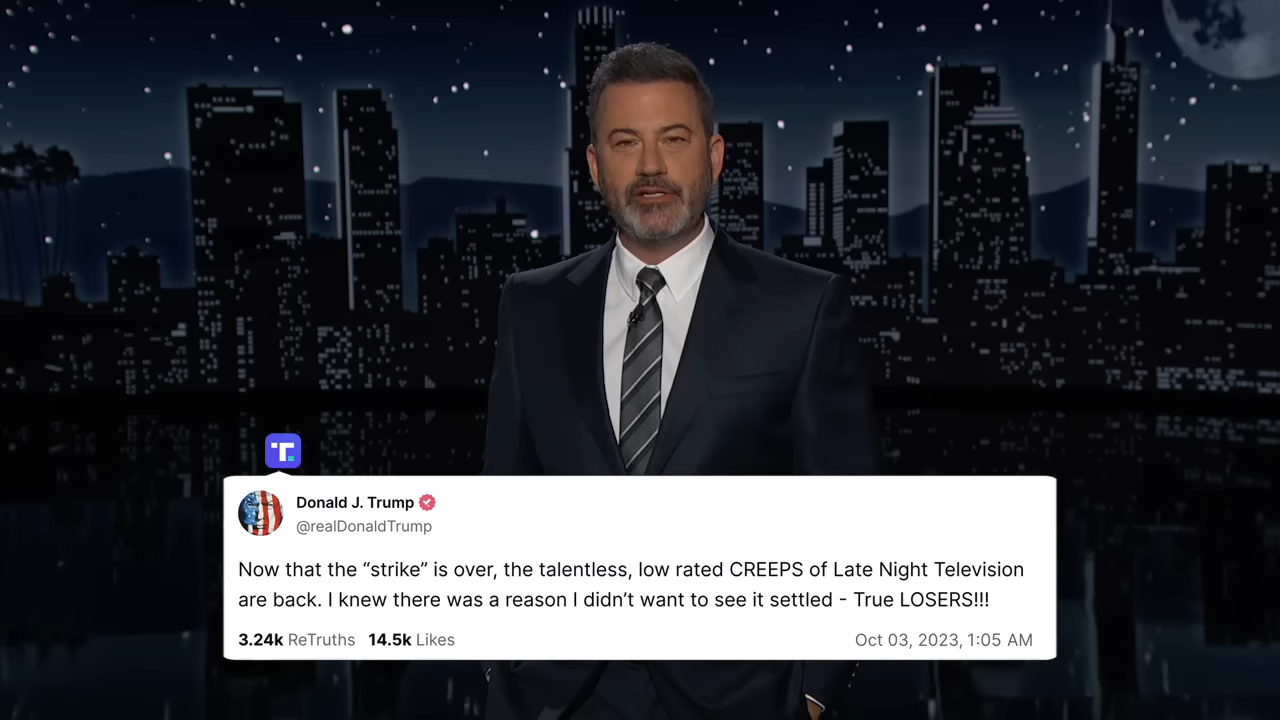 T.
Donald J. Trump
@realDonaldTrump
Now that the “strike” is over, the talentless, low rated CREEPS of Late Night Television
are back. I knew there was a reason I didn’t want to see it settled - True LOSERS!!!
3.24k ReTruths 14.5k Likes Oct 03, 2023, 1:05 AM